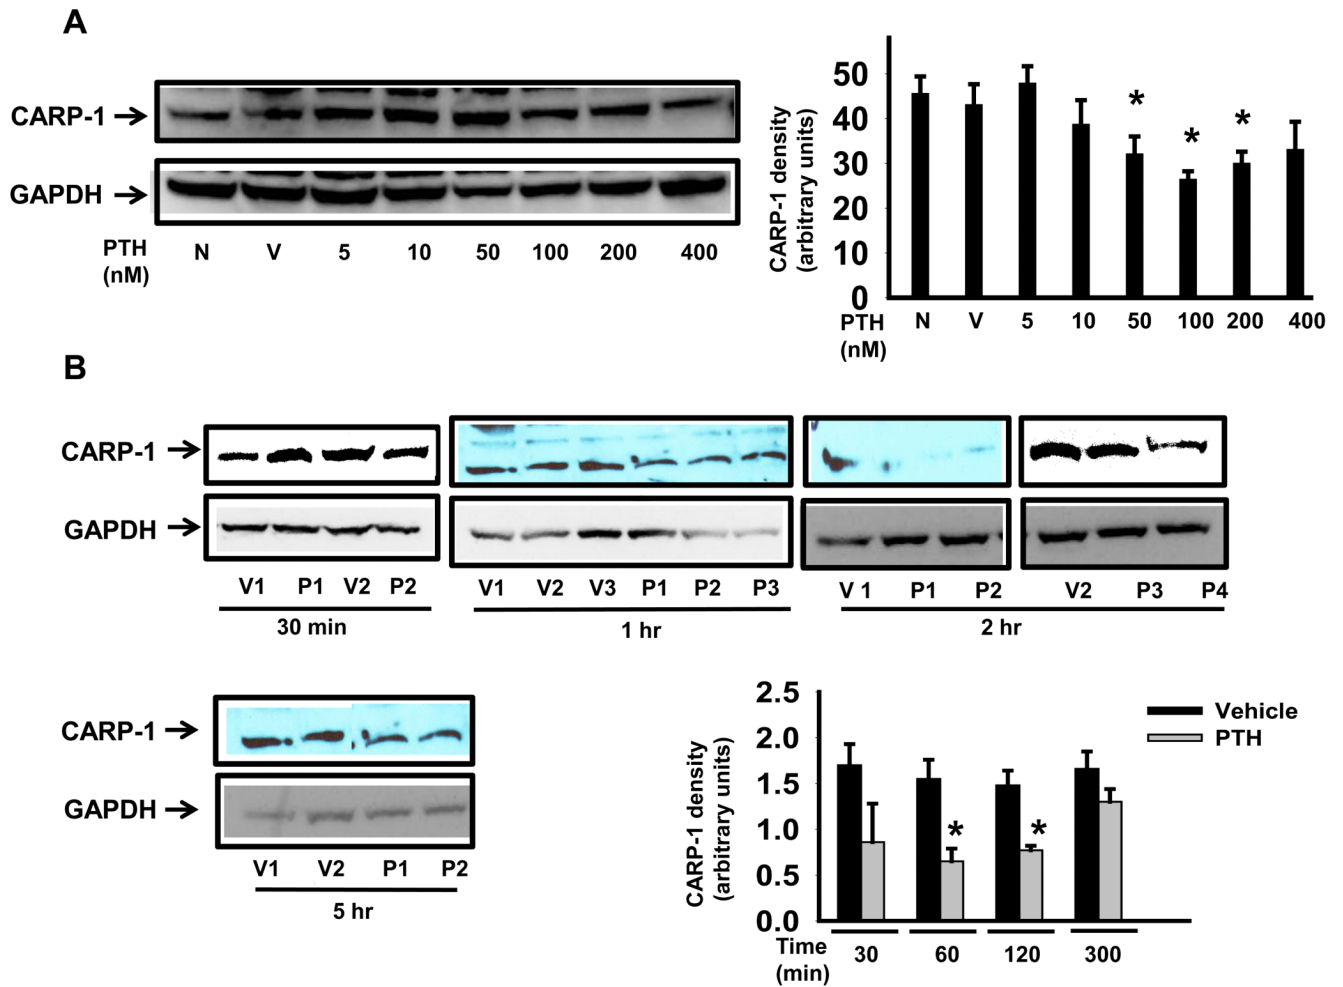 A
CARP-1
GAPDH
PTH N V 5 10 50 100 200 400
(nM)
CARP-1 density
(arbitrary units)
50
40
30
20
10
0
* * *
PTH N V 5 10 50 100 200 400
(nM)
B
CARP-1
GAPDH
V1 P1 V2 P2 V1 V2 V3 P1 P2 P3 V 1 P1 P2 V2 P3 P4
30 min 1 hr 2 hr
CARP-1
GAPDH
V1 V2 P1 P2
5 hr
CARP-1 density
(arbitrary units)
2.5
2.0
1.5
1.0
0.5
0.0
* *
Vehicle
PTH
Time 30 60 120 300
(min)